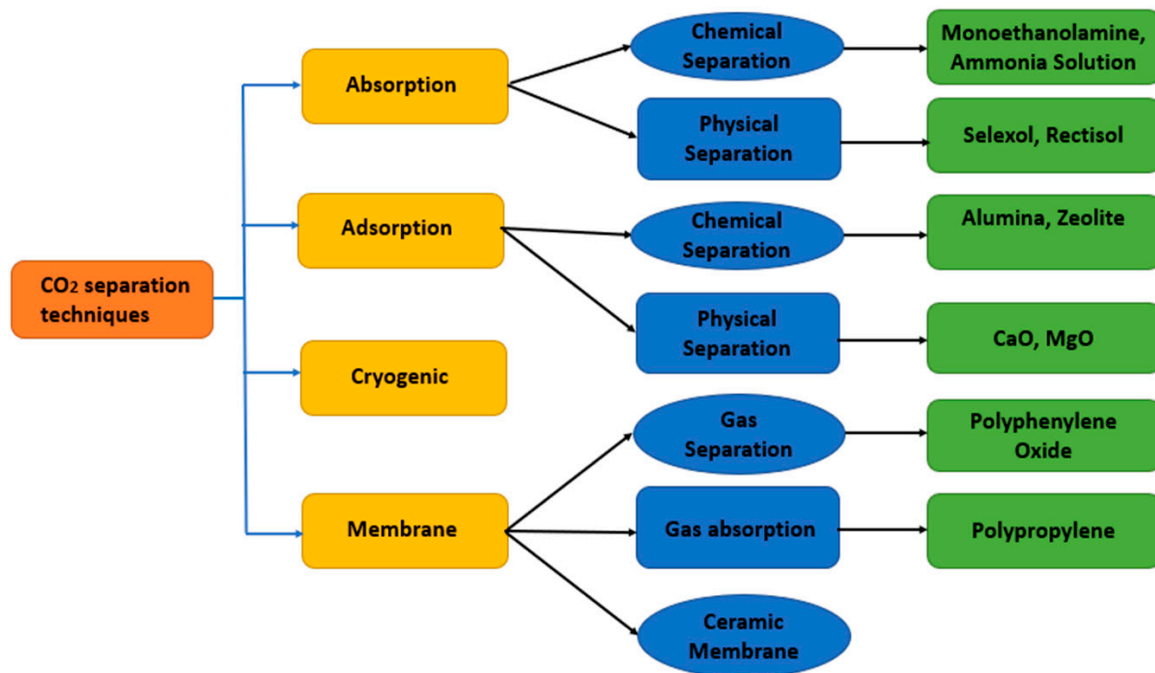 CO2 separation
techniques
Absorption
Chemical
Separation
Monoethanolamine,
Ammonia Solution
Physical
Separation
Selexol, Rectisol
Adsorption
Chemical
Separation
Alumina, Zeolite
Physical
Separation
CaO, MgO
Cryogenic
Membrane
Gas
Separation
Polyphenylene
Oxide
Gas absorption
Polypropylene
Ceramic
Membrane